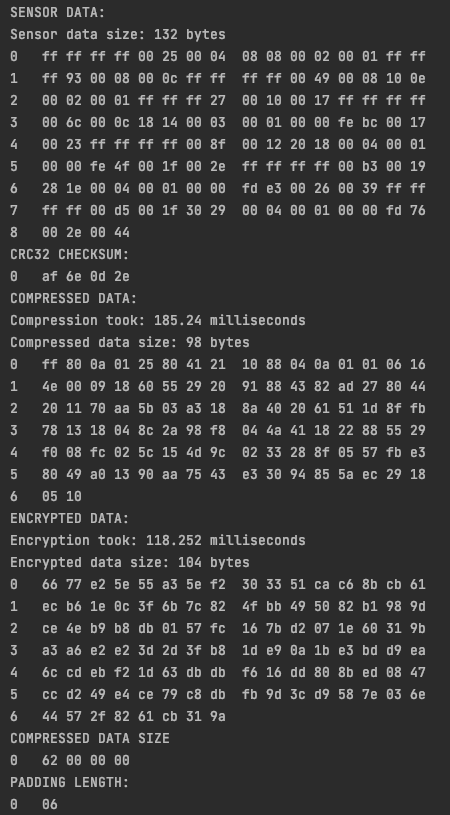 SENSOR DATA:
Sensor data size: 132 bytes
0 ff ff ff ff 00 25 00 04 08 08 00 02 00 01 ff ff
1 ff 93 00 08 00 0c ff ff ff ff 00 49 00 08 10 0e
2 00 02 00 01 ff ff ff 27 00 10 00 17 ff ff ff ff
3 00 6c 00 0c 18 14 00 03 00 01 00 00 fe bc 00 17
4 00 23 ff ff ff ff 00 8f 00 12 20 18 00 04 00 01
5 00 00 fe 4f 00 1f 00 2e ff ff ff ff 00 b3 00 19
6 28 1e 00 04 00 01 00 00 fd e3 00 26 00 39 ff ff
7 ff ff 00 d5 00 1f 30 29 00 04 00 01 00 00 fd 76
8 00 2e 00 44
CRC32 CHECKSUM:
0 af 6e 0d 2e
COMPRESSED DATA:
Compression took: 185.24 milliseconds
Compressed data size: 98 bytes
0 ff 80 0a 01 25 80 41 21 10 88 04 0a 01 01 06 16
1 4e 00 09 18 60 55 29 20 91 88 43 82 ad 27 80 44
2 20 11 70 aa 5b 03 a3 18 8a 40 20 61 51 1d 8f fb
3 78 13 18 04 8c 2a 98 f8 04 4a 41 18 22 88 55 29
4 f0 08 fc 02 5c 15 4d 9c 02 33 28 8f 05 57 fb e3
5 80 49 a0 13 90 aa 75 43 e3 30 94 85 5a ec 29 18
6 05 10
ENCRYPTED DATA:
Encryption took: 118.252 milliseconds
Encrypted data size: 104 bytes
0 66 77 e2 5e 55 a3 5e f2 30 33 51 ca c6 8b cb 61
1 ec b6 1e 0c 3f 6b 7c 82 4f bb 49 50 82 b1 98 9d
2 ce 4e b9 b8 db 01 57 fc 16 7b d2 07 1e 60 31 9b
3 a3 a6 e2 e2 3d 2d 3f b8 1d e9 0a 1b e3 bd d9 ea
4 6c cd eb f2 1d 63 db db f6 16 dd 80 8b ed 08 47
5 cc d2 49 e4 ce 79 c8 db fb 9d 3c d9 58 7e 03 6e
6 44 57 2f 82 61 cb 31 9a
COMPRESSED DATA SIZE
0 62 00 00 00
PADDING LENGTH:
0 06